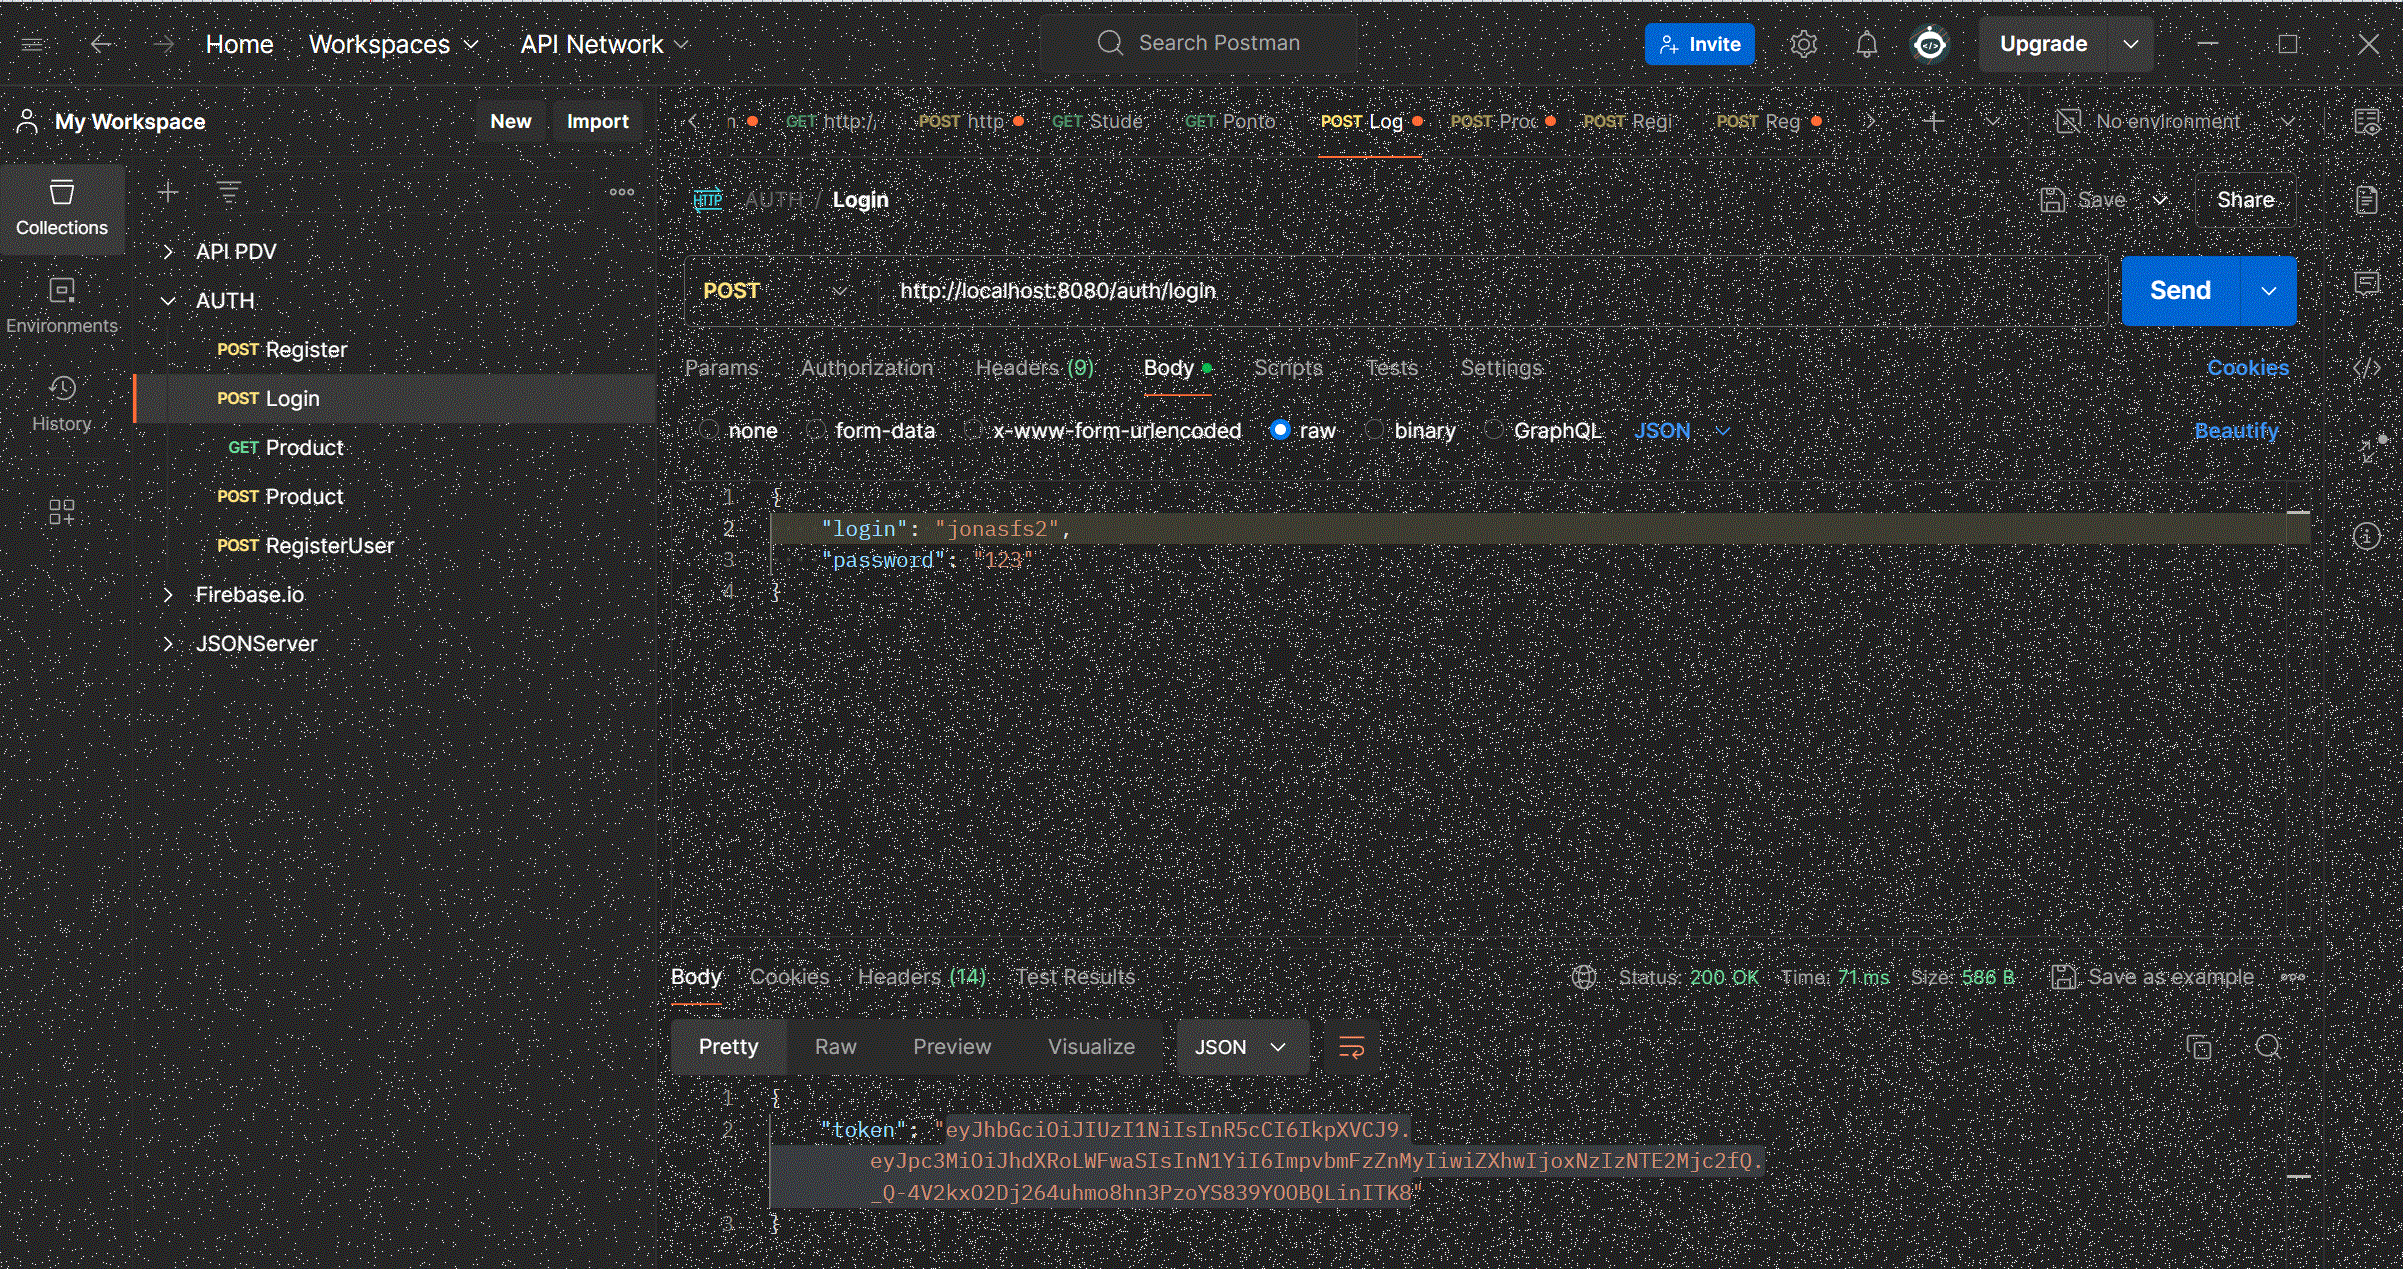 Home Workspaces API Network Search Postman Invite Upgrade
My Workspace New Import
n GET http:/ POST http GET Stude GET Ponto POST Log POST Proc POST Regi POST Reg No environment
Collections
Environments
History
API PDV
AUTH
POST Register
POST Login
GET Product
POST Product
POST RegisterUser
Firebase.io
JSONServer
HTTP AUTH / Login Save Share
POST http://localhost:8080/auth/login Send
Params Authorization Headers (9) Body Scripts Tests Settings Cookies
none form-data x-www-form-urlencoded raw binary GraphQL JSON Beautify
1 {
2 "login": "jonasfs2",
3 "password": "123"
4 }
Body Cookies Headers (14) Test Results Status: 200 OK Time: 71 ms Size: 586 B Save as example
Pretty Raw Preview Visualize JSON
1 {
2 "token": "eyJhbGciOiJIUzI1NiIsInR5cCI6IkpXVCJ9.
eyJpc3MiOiJhdXRoLWFwaSIsInN1YiI6ImpvbmFzZnMyIiwiZXhwIjoxNzIzNTE2Mjc2fQ.
_Q-4V2kxO2Dj264uhmo8hn3PzoYS839YOOBQLinITK8"
3 }